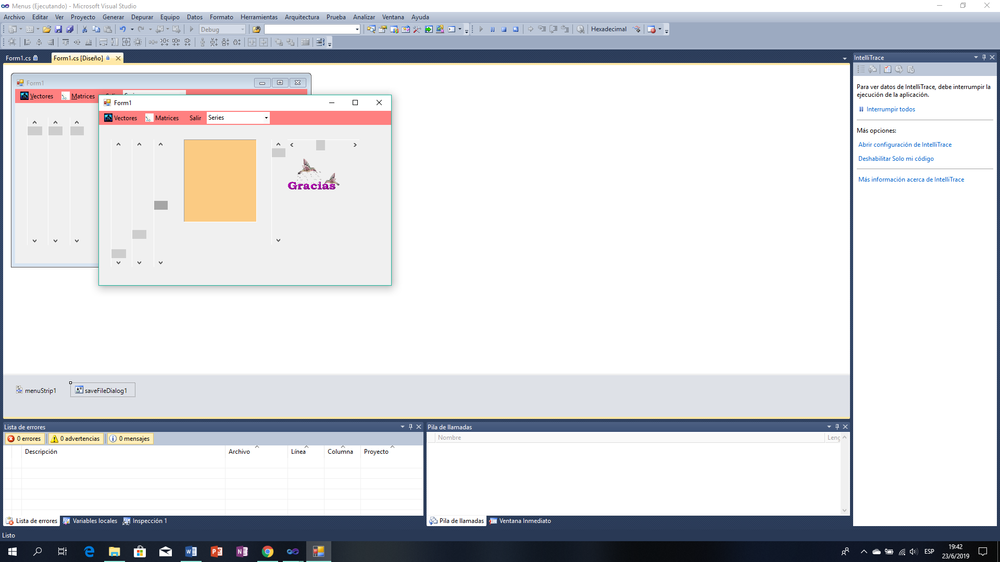 Menus (Ejecutando) - Microsoft Visual Studio
Archivo Editar Ver Proyecto Generar Depurar Equipo Datos Formato Herramientas Arquitectura Prueba Analizar Ventana Ayuda
Debug Hexadecimal
Form1.cs Form1.cs [Diseño]
Form1
Vectores Matrices
Form1
Vectores Matrices Salir Series
Gracias
menuStrip1 saveFileDialog1
IntelliTrace
Para ver datos de IntelliTrace, debe interrumpir la
ejecución de la aplicación.
Interrumpir todos
Más opciones:
Abrir configuración de IntelliTrace
Deshabilitar Solo mi código
Más información acerca de IntelliTrace
Lista de errores
0 errores 0 advertencias 0 mensajes
Descripción Archivo Línea Columna Proyecto
Lista de errores Variables locales Inspección 1
Pila de llamadas
Nombre Leng
Pila de llamadas Ventana Inmediato
Listo
ESP 19:42
23/6/2019